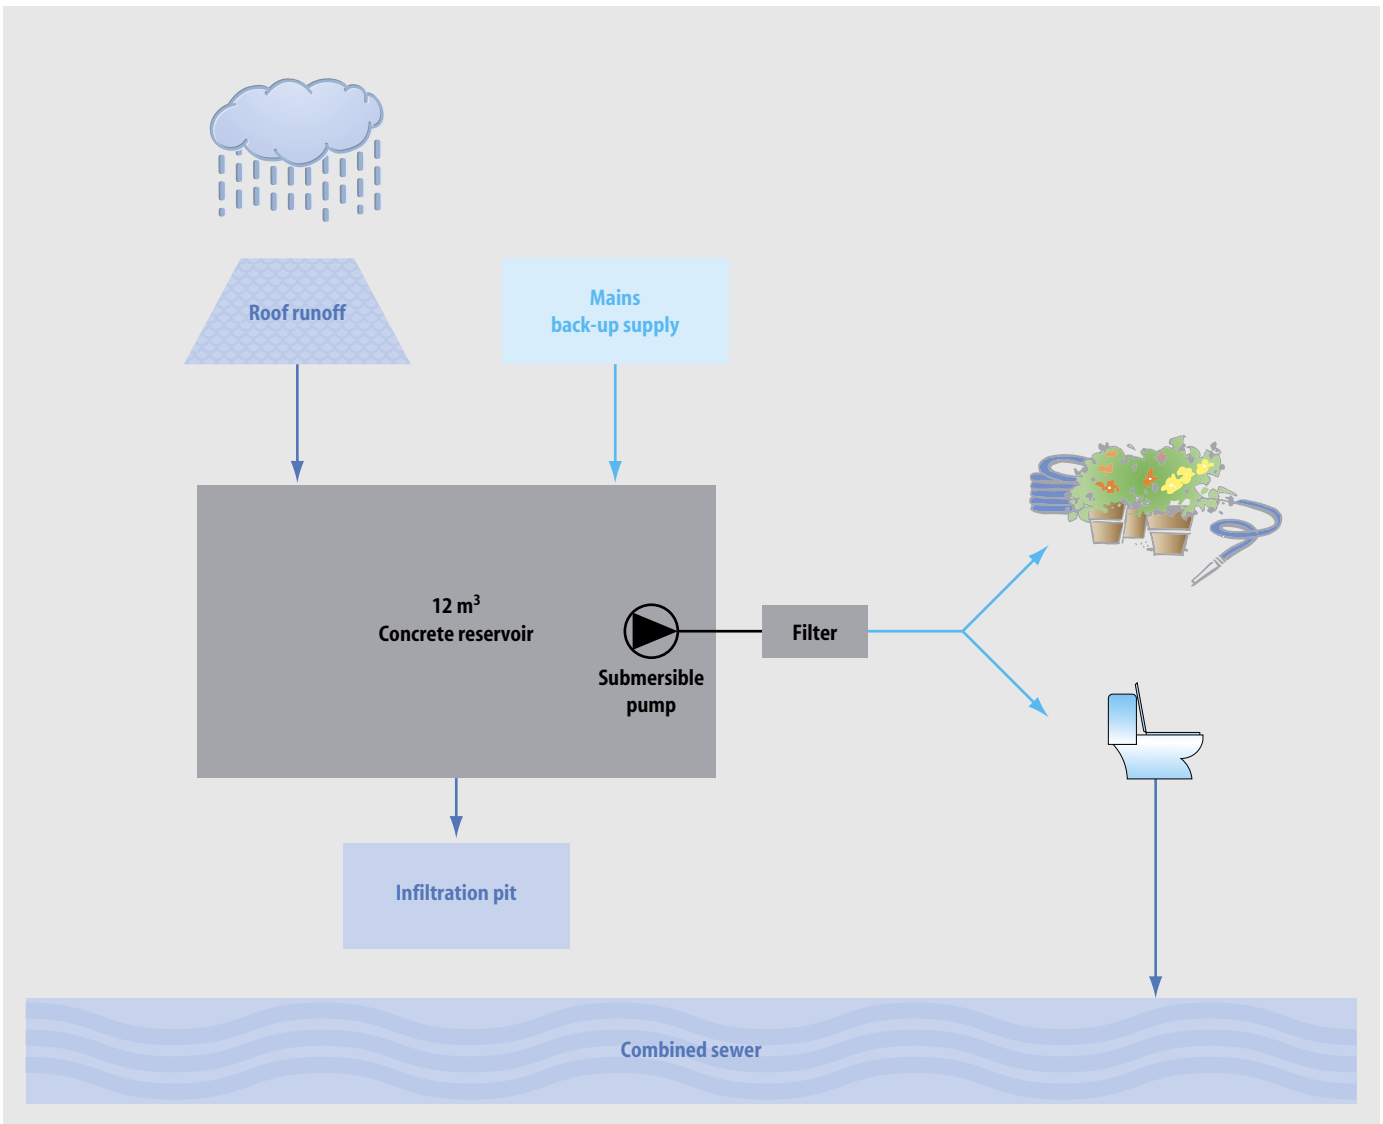 Roof runoff
Mains
back-up supply
12 m³
Concrete reservoir
Submersible
pump
Filter
Infiltration pit
Combined sewer